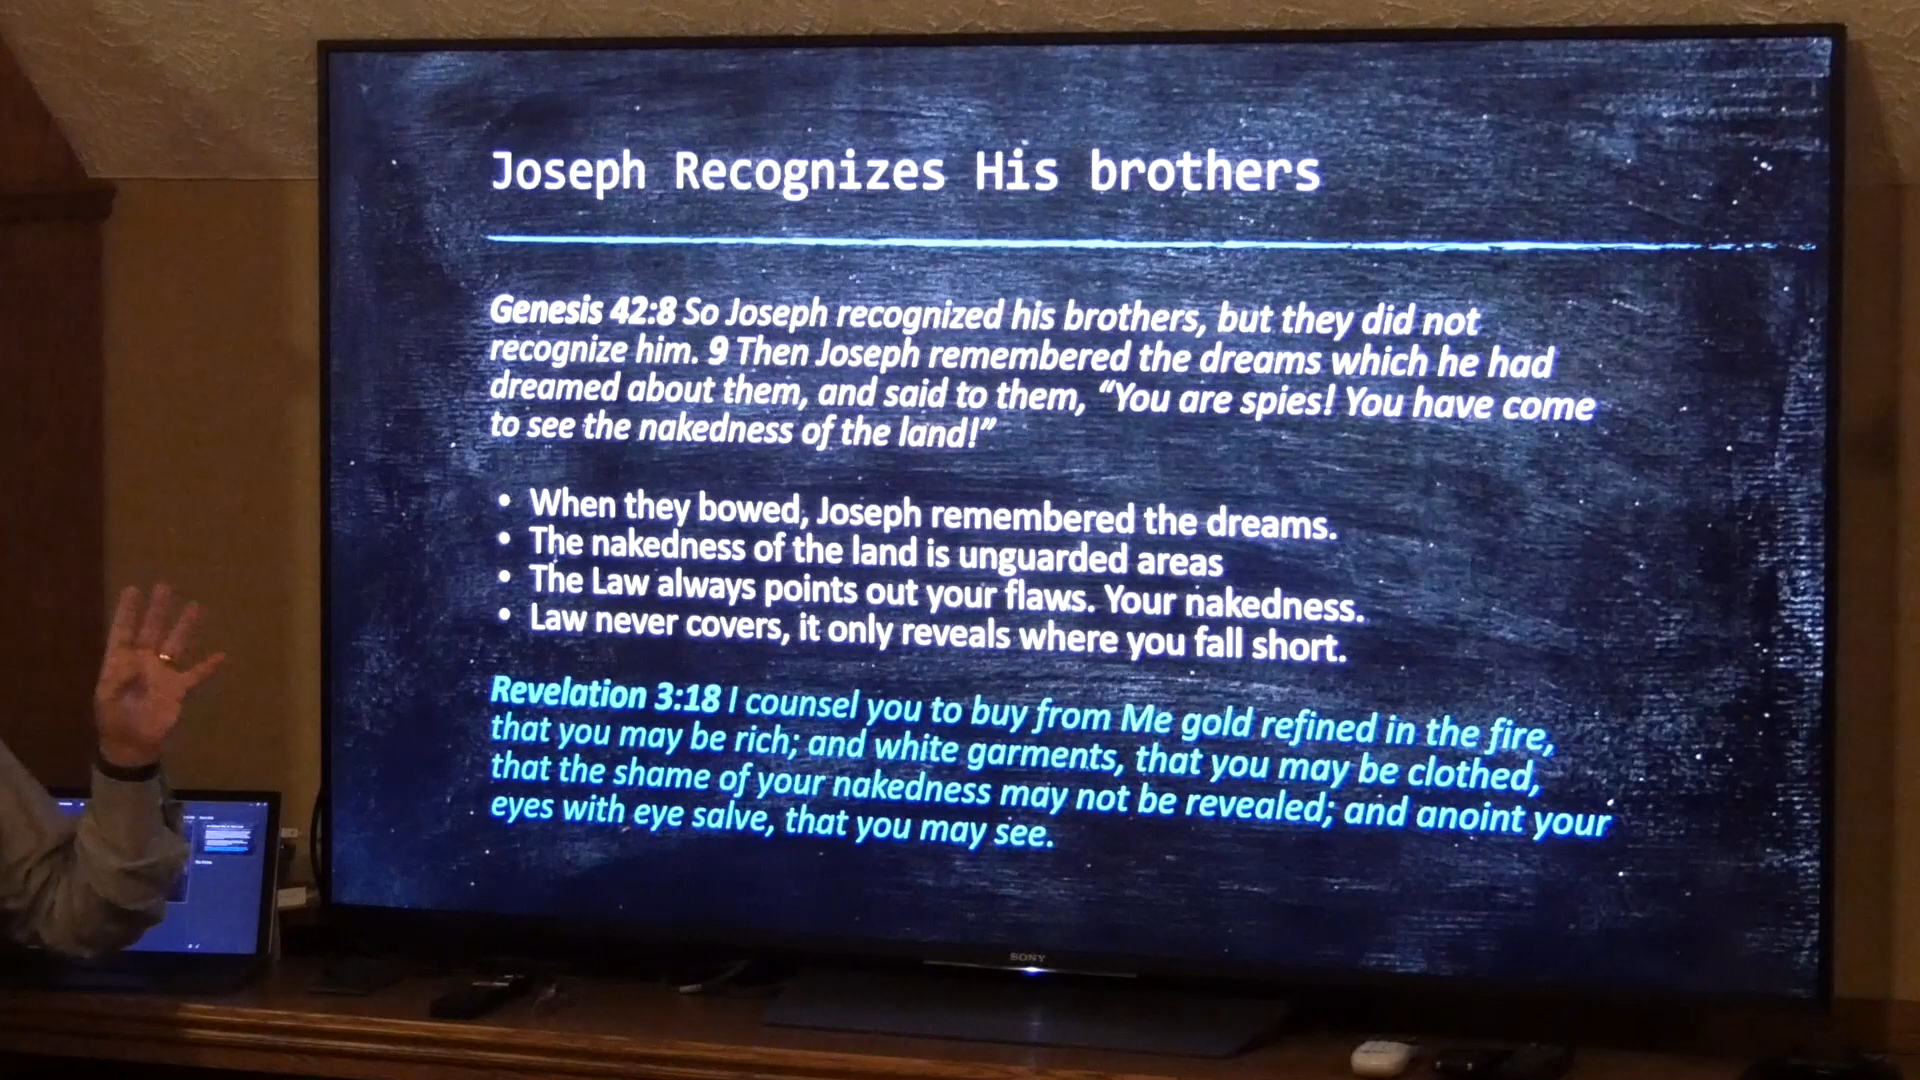 Joseph Recognizes His brothers
Genesis 42:8 So Joseph recognized his brothers, but they did not
recognize him. 9 Then Joseph remembered the dreams which he had
dreamed about them, and said to them, “You are spies! You have come
to see the nakedness of the land!”
• When they bowed, Joseph remembered the dreams.
• The nakedness of the land is unguarded areas
• The Law always points out your flaws. Your nakedness.
• Law never covers, it only reveals where you fall short.
Revelation 3:18 I counsel you to buy from Me gold refined in the fire,
that you may be rich; and white garments, that you may be clothed,
that the shame of your nakedness may not be revealed; and anoint your
eyes with eye salve, that you may see.
SONY